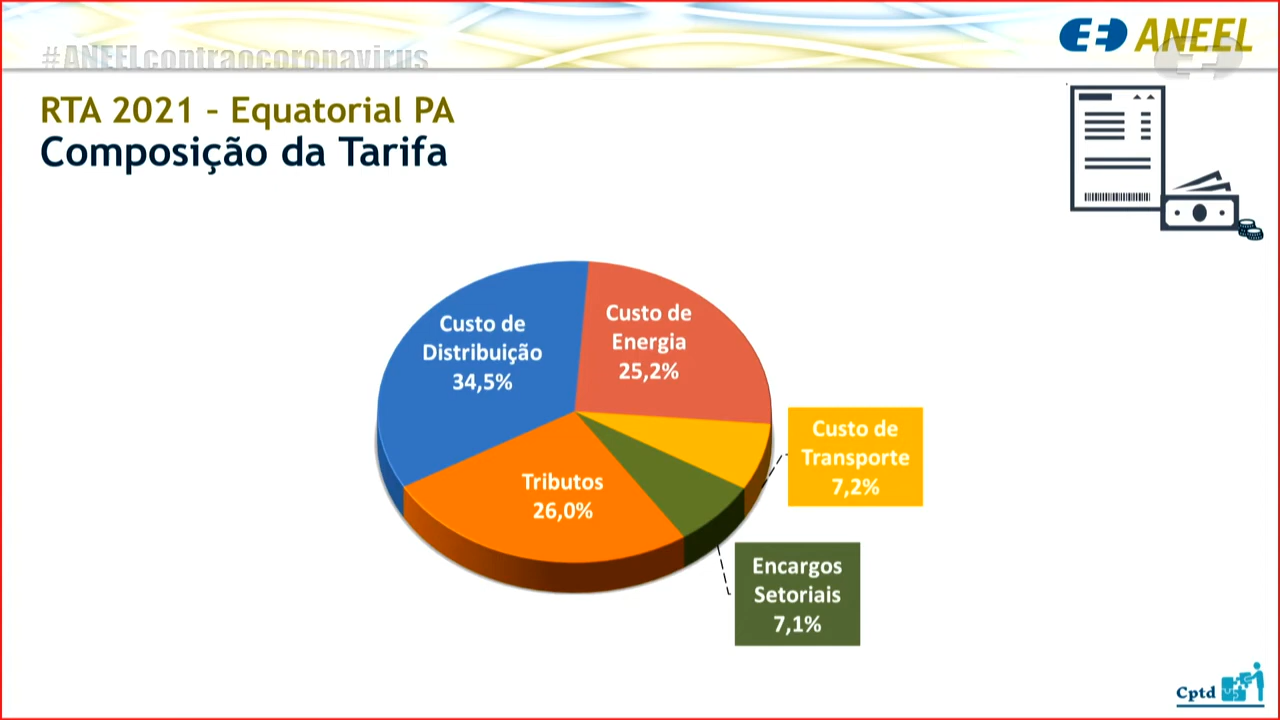 #ANEELcontraocoronavirus
ANEEL
RTA 2021 – Equatorial PA
Composição da Tarifa
Custo de
Distribuição
34,5%
Custo de
Energia
25,2%
Custo de
Transporte
7,2%
Tributos
26,0%
Encargos
Setoriais
7,1%
Cptd